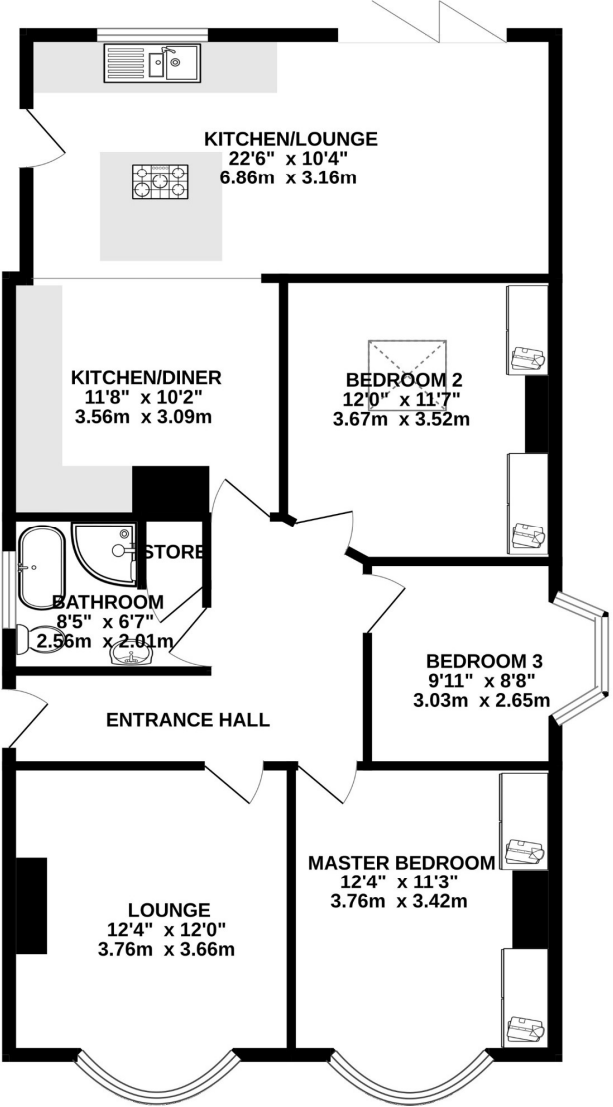 KITCHEN/LOUNGE
22'6" x 10'4"
6.86m x 3.16m
KITCHEN/DINER
11'8" x 10'2"
3.56m x 3.09m
BEDROOM 2
12'0" x 11'7"
3.67m x 3.52m
STORE
BATHROOM
8'5" x 6'7"
2.56m x 2.01m
BEDROOM 3
9'11" x 8'8"
3.03m x 2.65m
ENTRANCE HALL
MASTER BEDROOM
12'4" x 11'3"
3.76m x 3.42m
LOUNGE
12'4" x 12'0"
3.76m x 3.66m